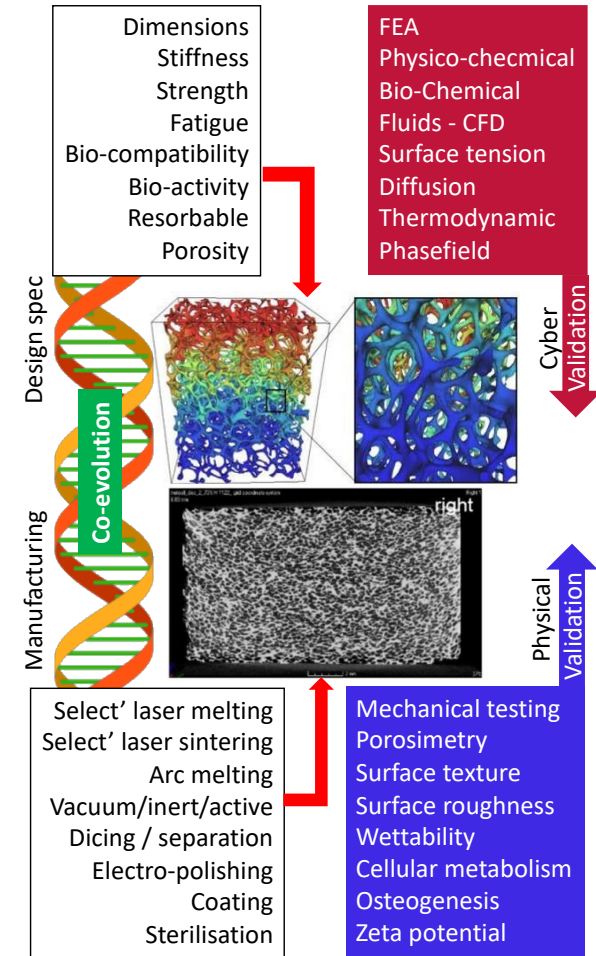 Dimensions
Stiffness
Strength
Fatigue
Bio-compatibility
Bio-activity
Resorbable
Porosity
FEA
Physico-checmical
Bio-Chemical
Fluids - CFD
Surface tension
Diffusion
Thermodynamic
Phasefield
Design spec
Co-evolution
Manufacturing
Cyber
Validation
right
Physical
Validation
Select’ laser melting
Select’ laser sintering
Arc melting
Vacuum/inert/active
Dicing / separation
Electro-polishing
Coating
Sterilisation
Mechanical testing
Porosimetry
Surface texture
Surface roughness
Wettability
Cellular metabolism
Osteogenesis
Zeta potential